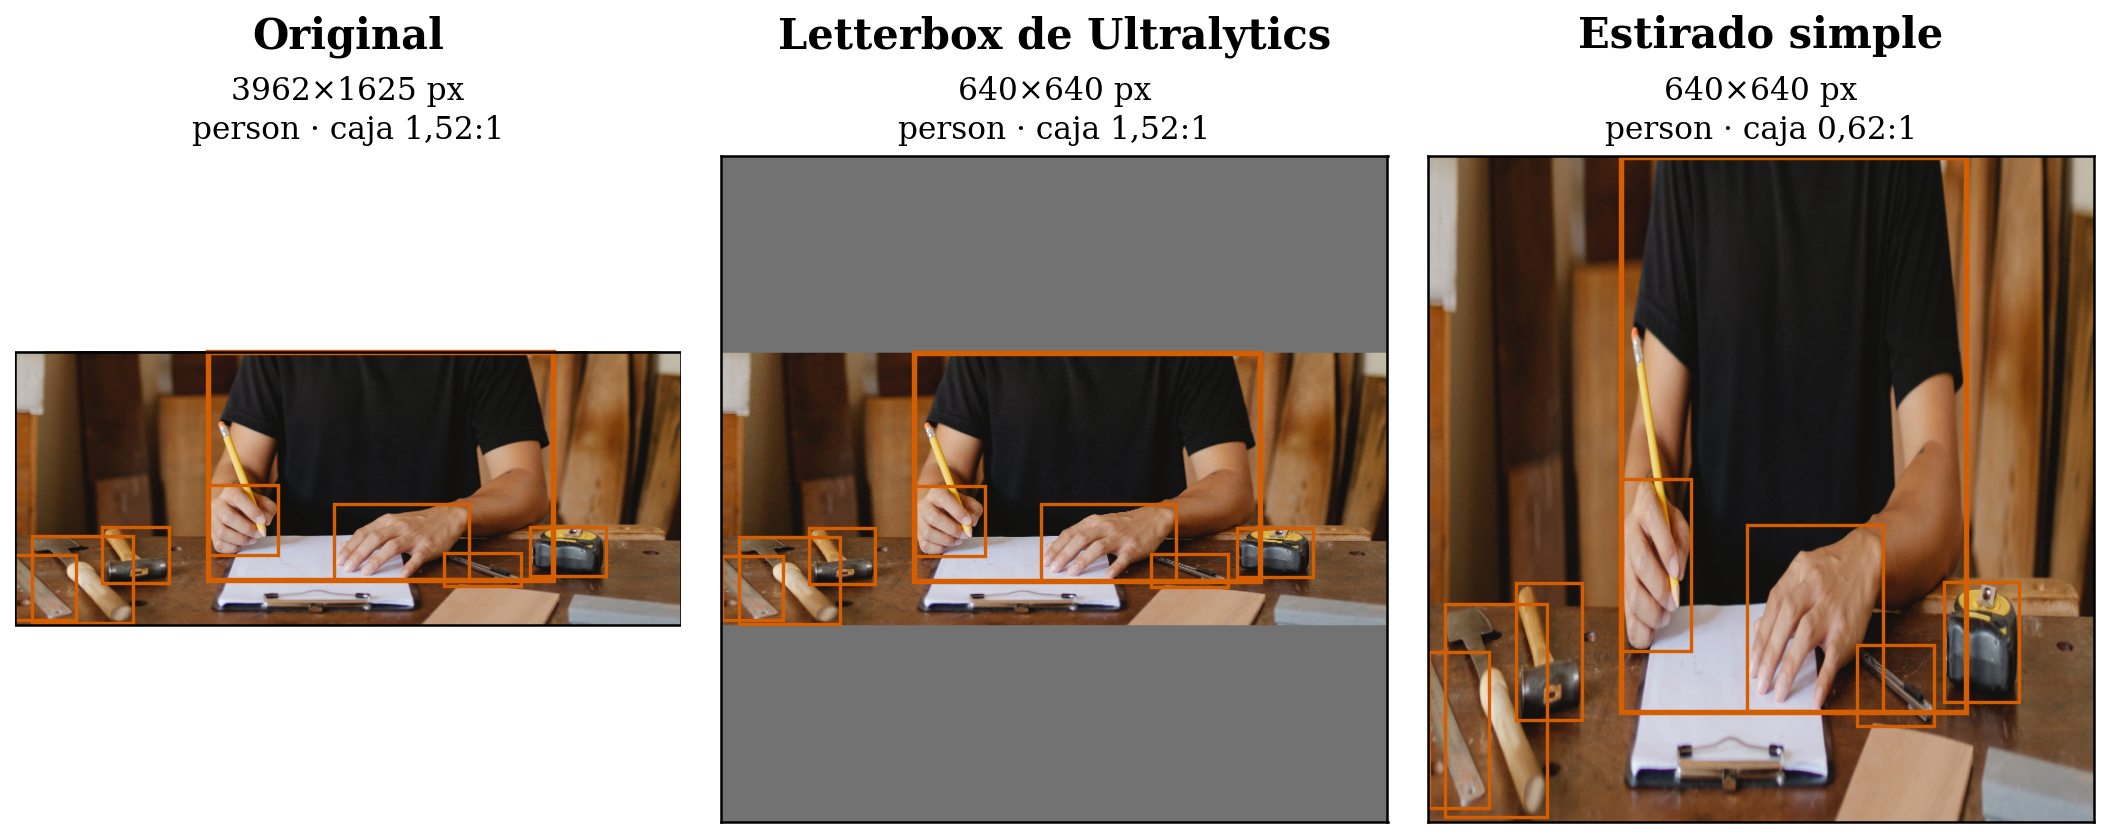 Original
3962×1625 px
person · caja 1,52:1
Letterbox de Ultralytics
640×640 px
person · caja 1,52:1
Estirado simple
640×640 px
person · caja 0,62:1